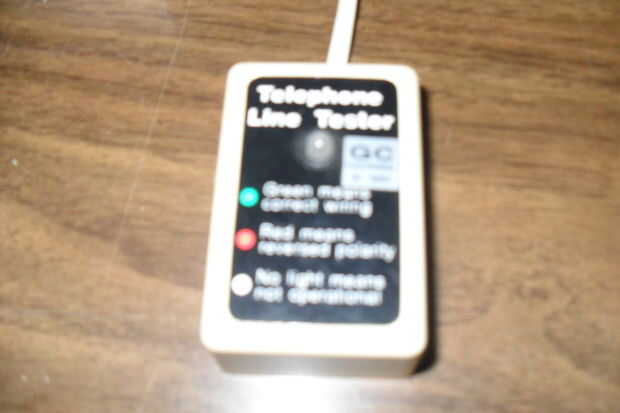 Telephone
Line Tester
GC
Green means
correct wiring
Red means
reversed polarity
No light means
not operational